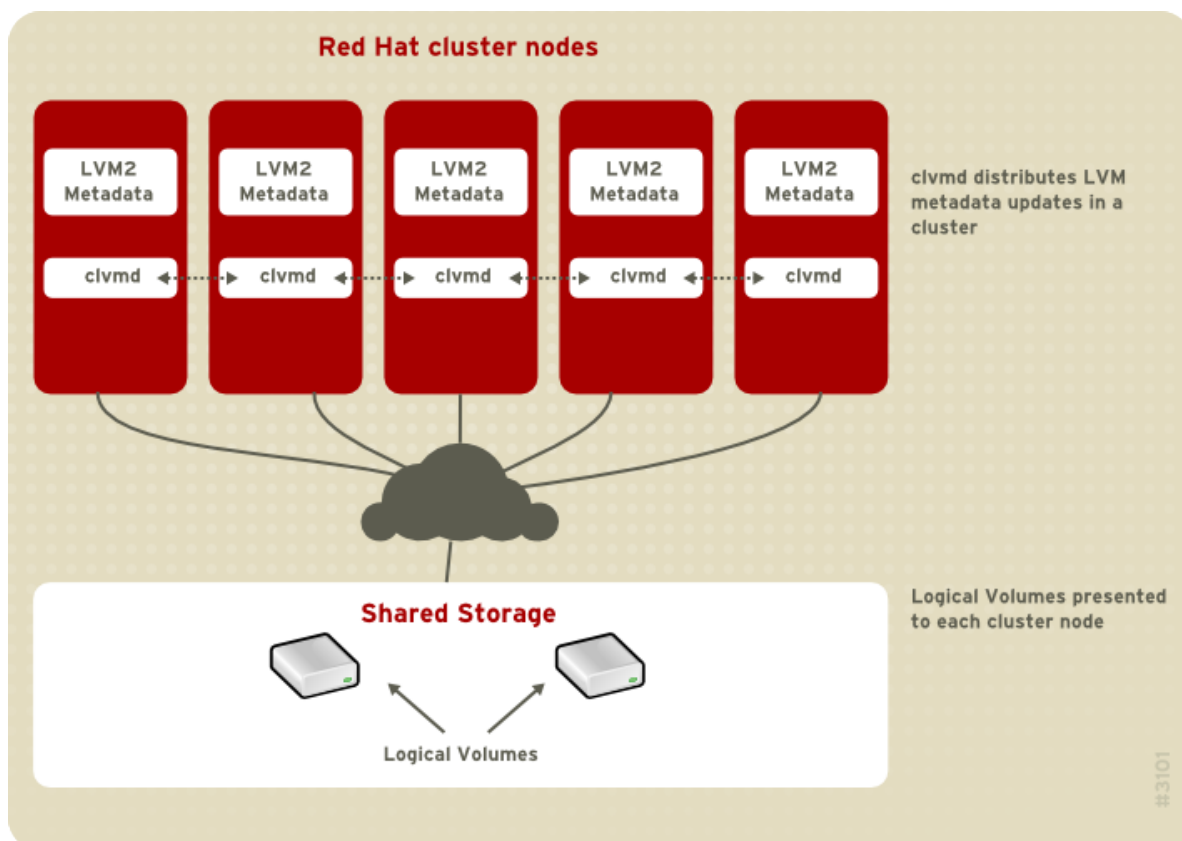 Red Hat cluster nodes
LVM2
Metadata
LVM2
Metadata
LVM2
Metadata
LVM2
Metadata
LVM2
Metadata
clvmd distributes LVM
metadata updates in a
cluster
clvmd
clvmd
clvmd
clvmd
clvmd
Shared Storage
Logical Volumes presented
to each cluster node
Logical Volumes
#3101